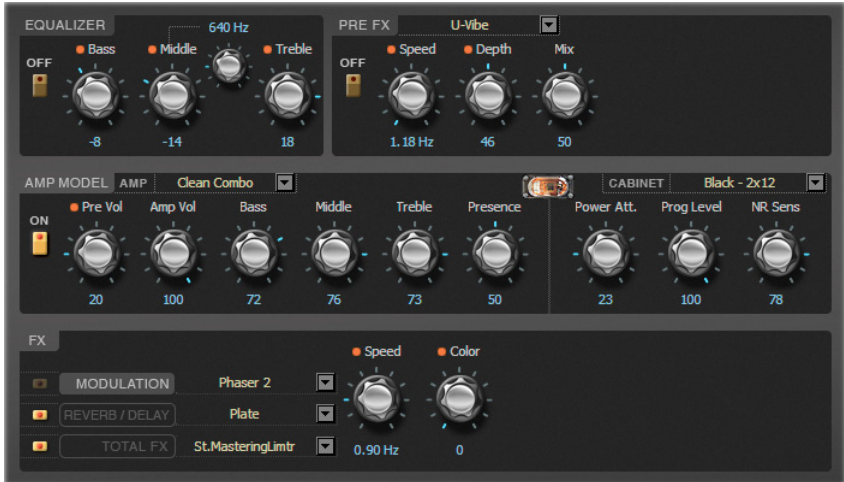 EQUALIZER 640 Hz
OFF Bass Middle Treble
-8 -14 18
PRE FX U-Vibe
OFF Speed Depth Mix
1.18 Hz 46 50
AMP MODEL AMP Clean Combo CABINET Black - 2x12
ON Pre Vol Amp Vol Bass Middle Treble Presence Power Att. Prog Level NR Sens
20 100 72 76 73 50 23 100 78
FX
Speed Color
MODULATION Phaser 2
REVERB / DELAY Plate
TOTAL FX St.MasteringLimtr
0.90 Hz 0